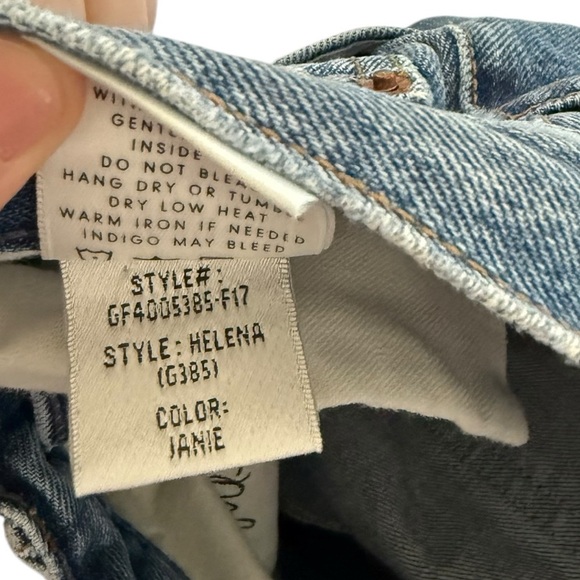 GENTLE
INSIDE
DO NOT BLEACH
HANG DRY OR TUMBLE
DRY LOW HEAT
WARM IRON IF NEEDED
INDIGO MAY BLEED
STYLE#:
GF4005385-F17
STYLE: HELENA
(G385)
COLOR:
JANIE